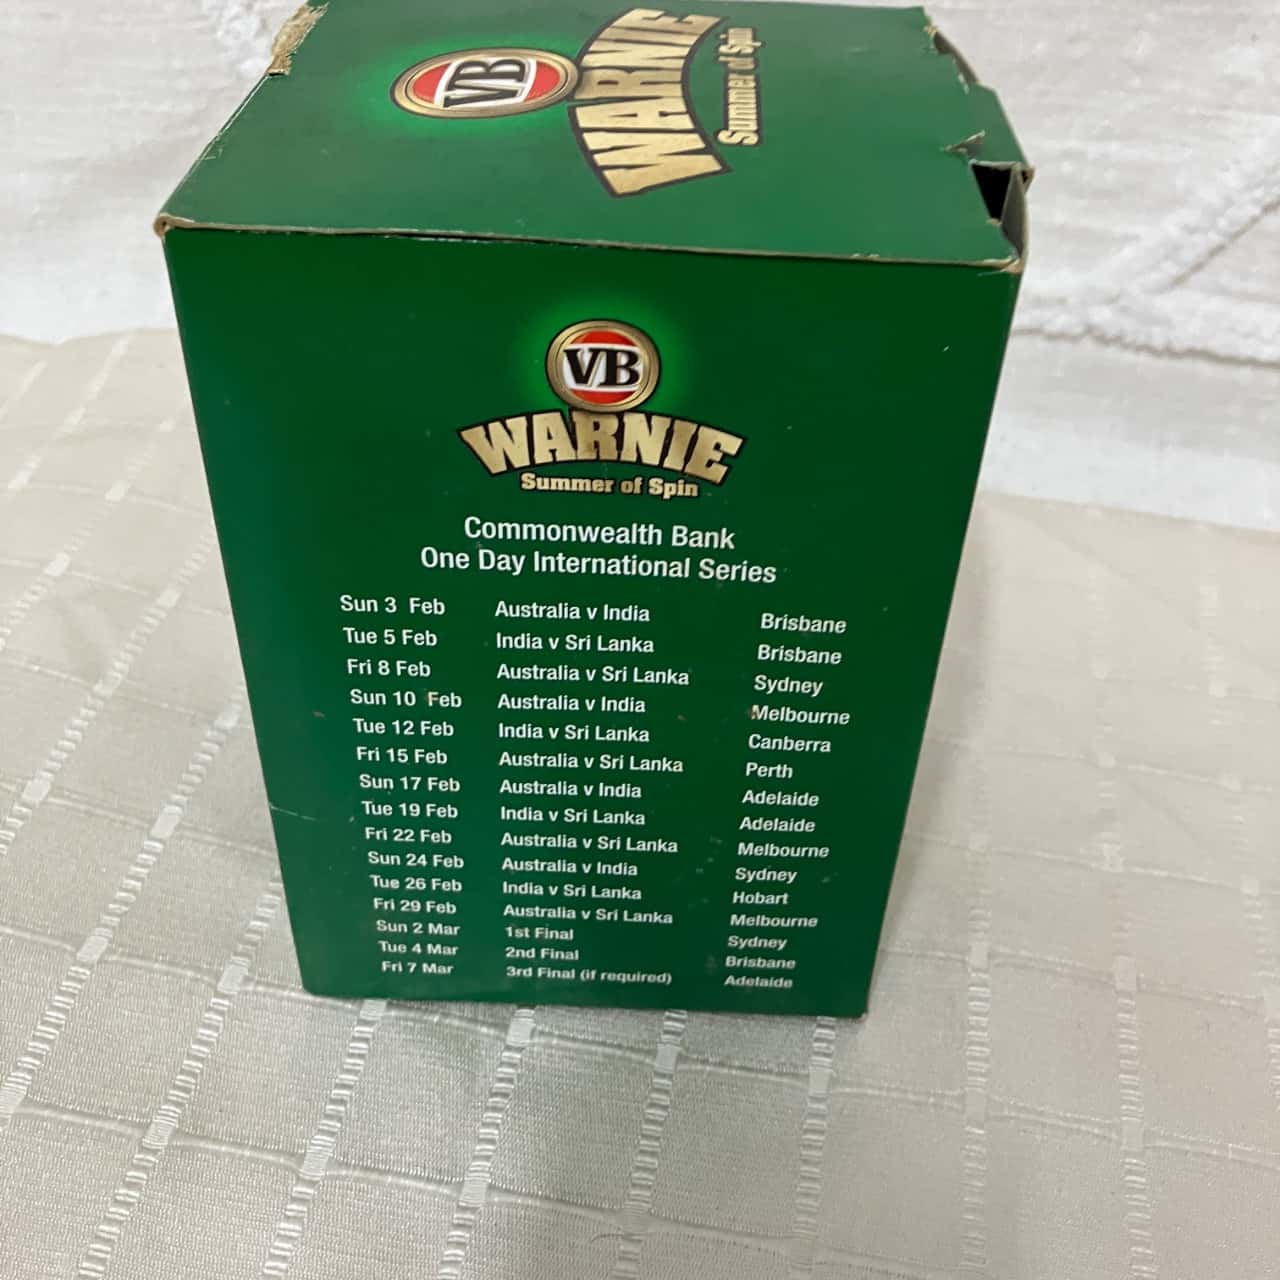 VB
WARNIE
Summer of Spin
VB
WARNIE
Summer of Spin
Commonwealth Bank
One Day International Series
Sun 3 Feb Australia v India Brisbane
Tue 5 Feb India v Sri Lanka Brisbane
Fri 8 Feb Australia v Sri Lanka Sydney
Sun 10 Feb Australia v India Melbourne
Tue 12 Feb India v Sri Lanka Canberra
Fri 15 Feb Australia v Sri Lanka Perth
Sun 17 Feb Australia v India Adelaide
Tue 19 Feb India v Sri Lanka Adelaide
Fri 22 Feb Australia v Sri Lanka Melbourne
Sun 24 Feb Australia v India Sydney
Tue 26 Feb India v Sri Lanka Hobart
Fri 29 Feb Australia v Sri Lanka Melbourne
Sun 2 Mar 1st Final Sydney
Tue 4 Mar 2nd Final Brisbane
Fri 7 Mar 3rd Final (if required) Adelaide